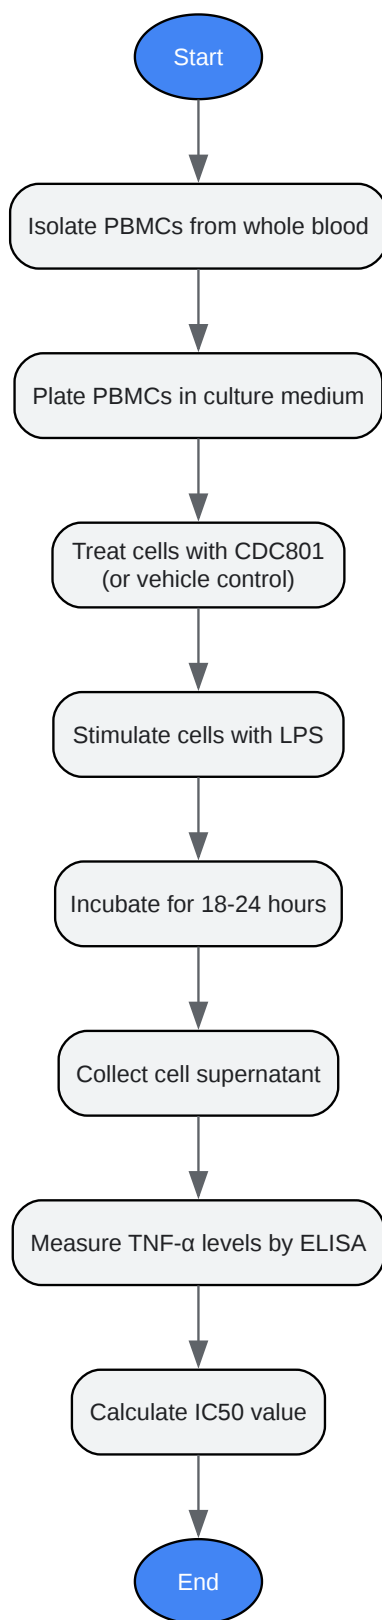 Start
Isolate PBMCs from whole blood
Plate PBMCs in culture medium
Treat cells with CDC801
(or vehicle control)
Stimulate cells with LPS
Incubate for 18-24 hours
Collect cell supernatant
Measure TNF-α levels by ELISA
Calculate IC50 value
End